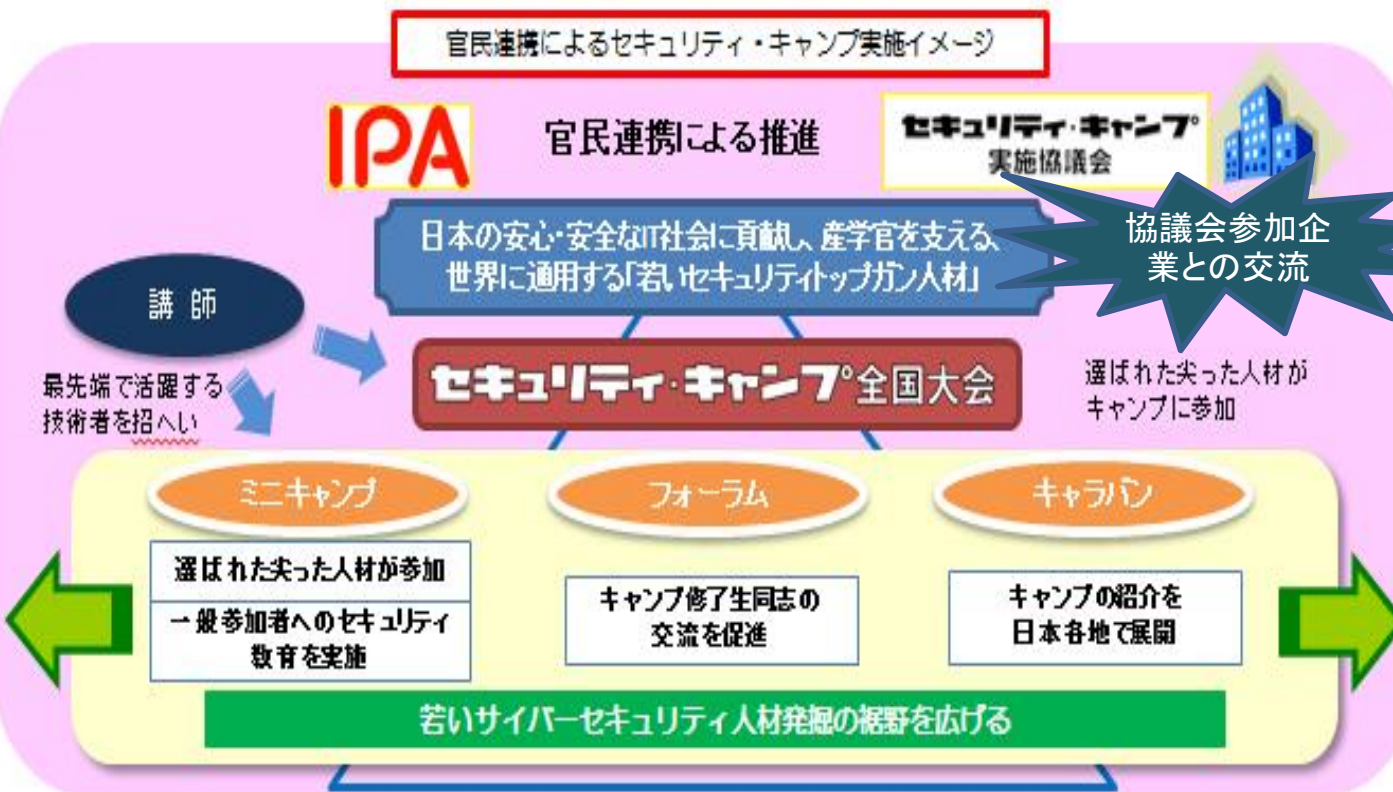 官民連携によるセキュリティ・キャンプ実施イメージ
IPA
官民連携による推進
セキュリティ・キャンプ
実施協議会
協議会参加企
業との交流
日本の安心・安全なIT社会に貢献し、産学官を支える、
世界に通用する「若いセキュリティトップガン人材」
講 師
最先端で活躍する
技術者を招へい
セキュリティ・キャンプ全国大会
選ばれた尖った人材が
キャンプに参加
ミニキャンプ
選ばれた尖った人材が参加
一般参加者へのセキュリティ
教育を実施
フォーラム
キャンプ修了生同志の
交流を促進
キャラバン
キャンプの紹介を
日本各地で展開
若いサイバーセキュリティ人材発掘の裾野を広げる